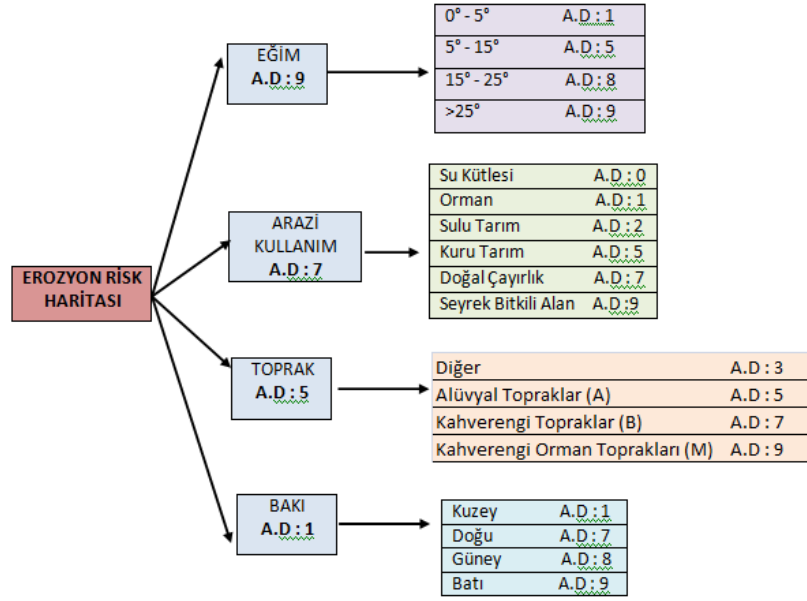 EROZYON RİSK
HARİTASI
EĞİM
A.D : 9
0° - 5° A.D : 1
5° - 15° A.D : 5
15° - 25° A.D : 8
>25° A.D : 9
ARAZİ
KULLANIM
A.D : 7
Su Kütlesi A.D : 0
Orman A.D : 1
Sulu Tarım A.D : 2
Kuru Tarım A.D : 5
Doğal Çayırlık A.D : 7
Seyrek Bitkili Alan A.D :9
TOPRAK
A.D : 5
Diğer A.D : 3
Alüvyal Topraklar (A) A.D : 5
Kahverengi Topraklar (B) A.D : 7
Kahverengi Orman Toprakları (M) A.D : 9
BAKI
A.D : 1
Kuzey A.D : 1
Doğu A.D : 7
Güney A.D : 8
Batı A.D : 9